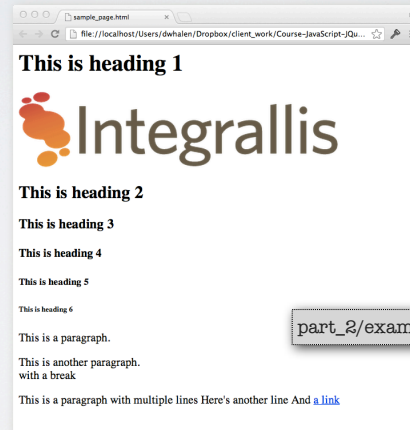 sample_page.html
file://localhost/Users/dwhalen/Dropbox/client_work/Course-JavaScript-JQu...
This is heading 1
Integrallis
This is heading 2
This is heading 3
This is heading 4
This is heading 5
This is heading 6
part_2/exam
This is a paragraph.
This is another paragraph.
with a break
This is a paragraph with multiple lines Here's another line And a link